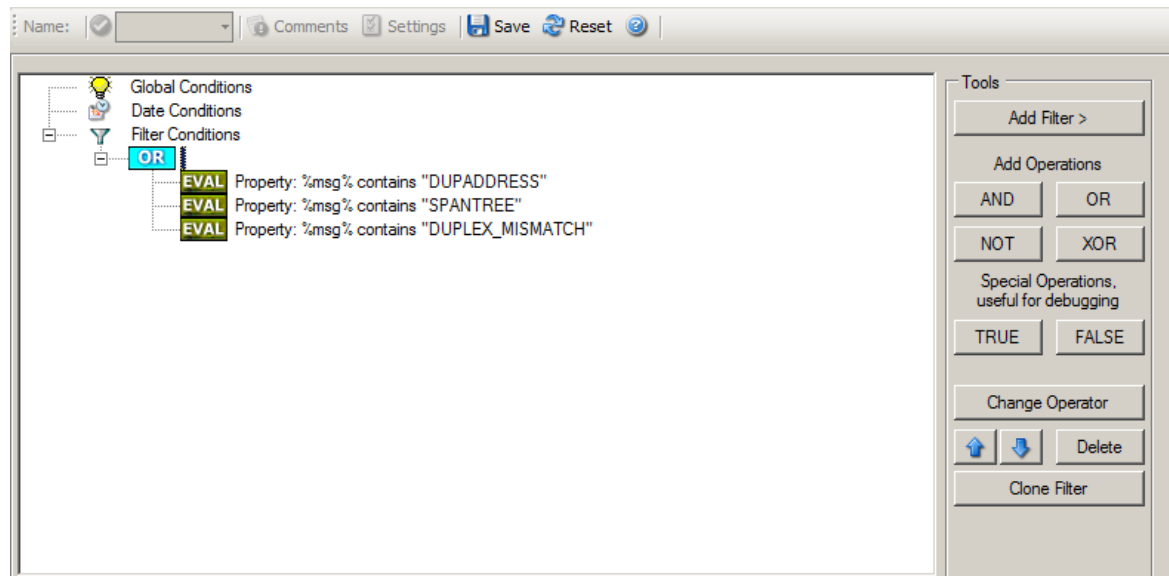 Name: Comments Settings Save Reset
Global Conditions
Date Conditions
Filter Conditions
OR
EVAL Property: %msg% contains "DUPADDRESS"
EVAL Property: %msg% contains "SPANTREE"
EVAL Property: %msg% contains "DUPLEX_MISMATCH"
Tools
Add Filter >
Add Operations
AND OR
NOT XOR
Special Operations,
useful for debugging
TRUE FALSE
Change Operator
Delete
Clone Filter